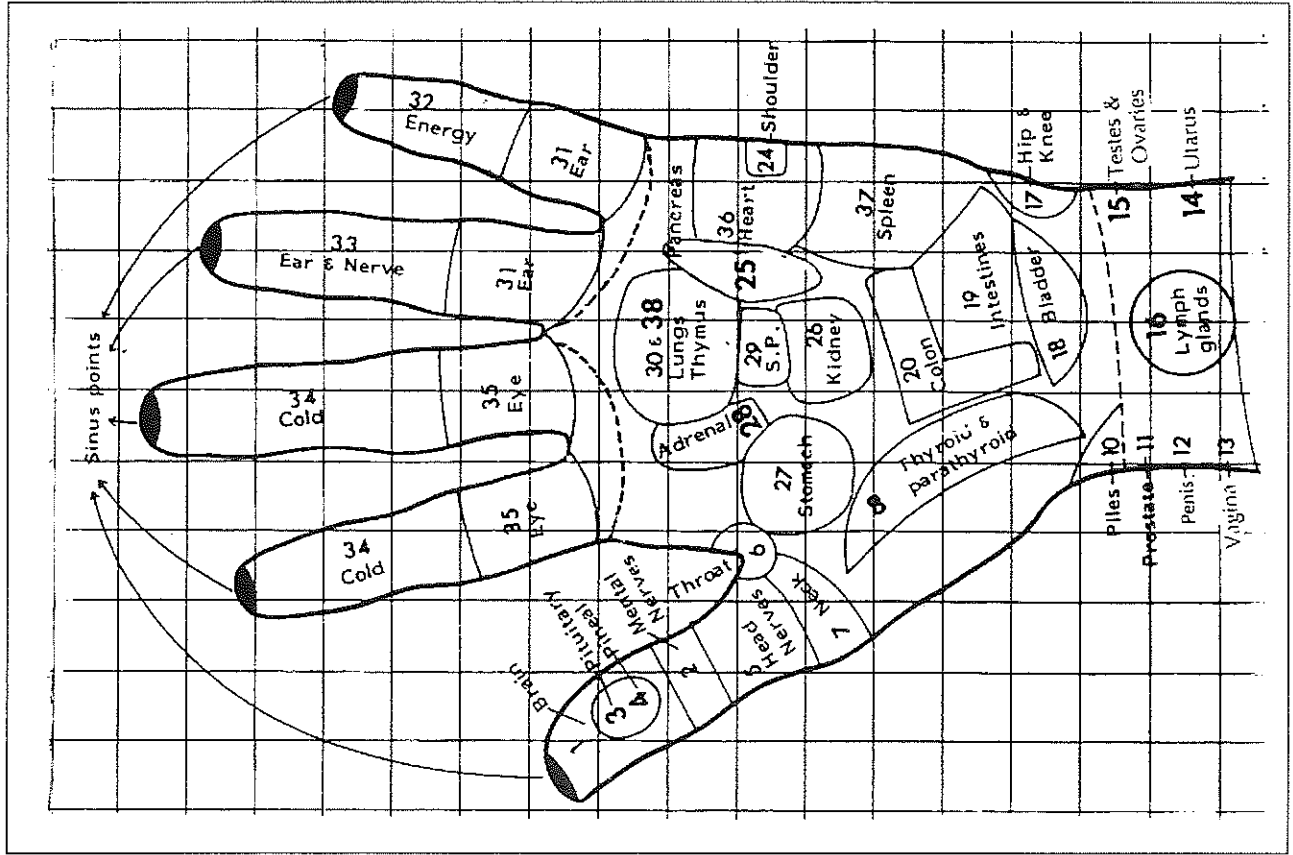 Sinus points
32
Energy
31
Ear
33
Ear & Nerve
31
Ear
34
Cold
35
Eye
34
Cold
35
Eye
Brain
Pituitary
Pineal
Mental
Nerves
Throat
1
3
4
2
5
Head
Nerves
6
7 Neck
Pancreas
36
Heart
24 Shoulder
25
30 & 38
Lungs
Thymus
29
S.P.
26
Kidney
Adrenal
28
27
Stomach
37
Spleen
8
Thyroid &
parathyroid
20
Colon
19
Intestines
18 Bladder
17 Hip &
Knee
15 Testes &
Ovaries
14 Utarus
16
Lymph
glands
Piles 10
Prostate 11
Penis 12
Vagina 13